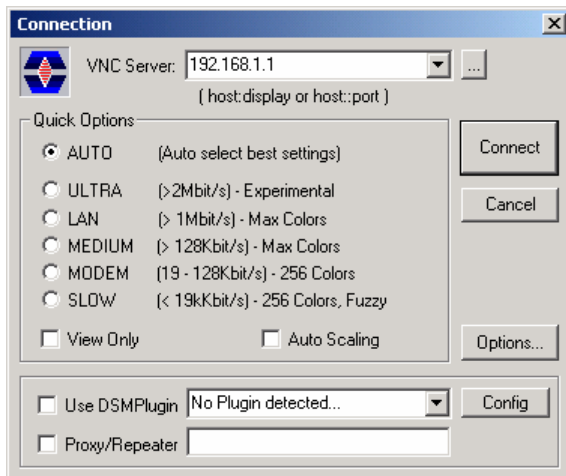 Connection
VNC Server: 192.168.1.1 ...
( host:display or host::port )
Quick Options
AUTO (Auto select best settings)
ULTRA (>2Mbit/s) - Experimental
LAN (> 1Mbit/s) - Max Colors
MEDIUM (> 128Kbit/s) - Max Colors
MODEM (19 - 128Kbit/s) - 256 Colors
SLOW (< 19kKbit/s) - 256 Colors, Fuzzy
View Only Auto Scaling
Connect
Cancel
Options...
Use DSMPlugin No Plugin detected... Config
Proxy/Repeater